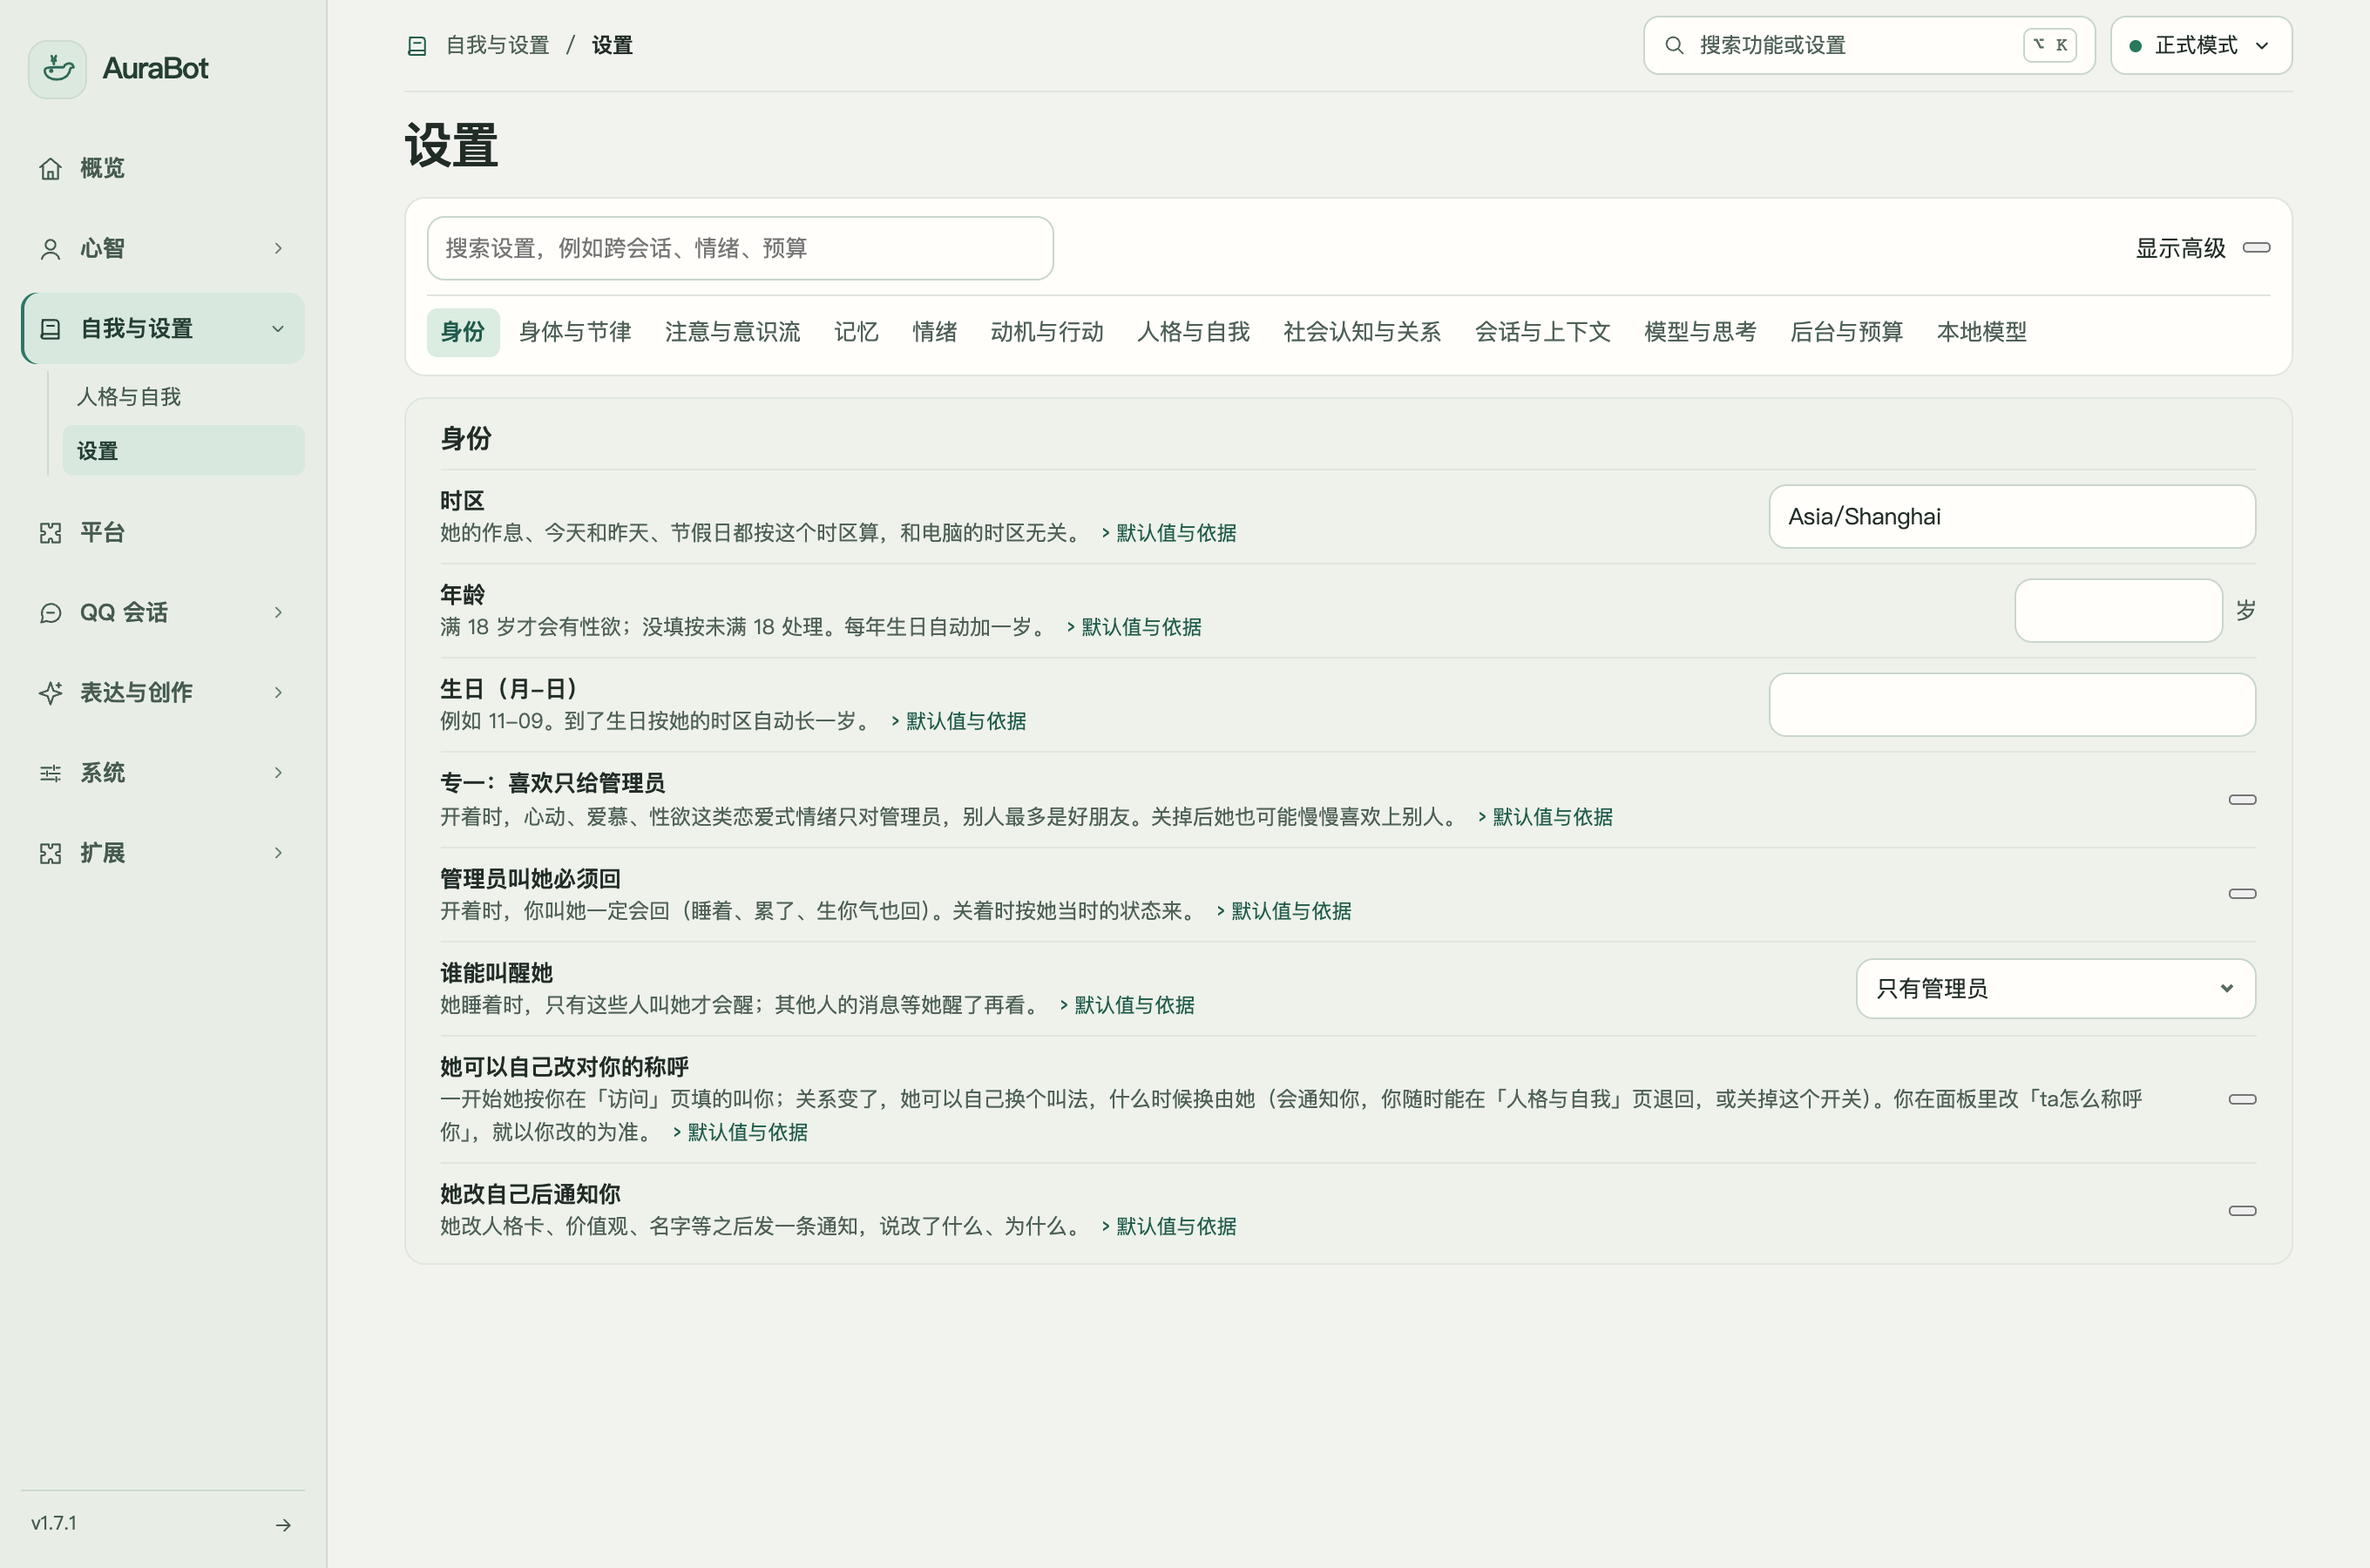 AuraBot
概览
心智
自我与设置
人格与自我
设置
平台
QQ 会话
表达与创作
系统
扩展
v1.7.1
自我与设置 / 设置
搜索功能或设置
⌥ K
正式模式
设置
搜索设置，例如跨会话、情绪、预算
显示高级
身份 身体与节律 注意与意识流 记忆 情绪 动机与行动 人格与自我 社会认知与关系 会话与上下文 模型与思考 后台与预算 本地模型
身份
时区
她的作息、今天和昨天、节假日都按这个时区算，和电脑的时区无关。 › 默认值与依据
Asia/Shanghai
年龄
满 18 岁才会有性欲；没填按未满 18 处理。每年生日自动加一岁。 › 默认值与依据
岁
生日（月–日）
例如 11–09。到了生日按她的时区自动长一岁。 › 默认值与依据
专一：喜欢只给管理员
开着时，心动、爱慕、性欲这类恋爱式情绪只对管理员，别人最多是好朋友。关掉后她也可能慢慢喜欢上别人。 › 默认值与依据
管理员叫她必须回
开着时，你叫她一定会回（睡着、累了、生你气也回）。关着时按她当时的状态来。 › 默认值与依据
谁能叫醒她
她睡着时，只有这些人叫她才会醒；其他人的消息等她醒了再看。 › 默认值与依据
只有管理员
她可以自己改对你的称呼
一开始她按你在「访问」页填的叫你；关系变了，她可以自己换个叫法，什么时候换由她（会通知你，你随时能在「人格与自我」页退回，或关掉这个开关）。你在面板里改「ta怎么称呼
你」，就以你改的为准。 › 默认值与依据
她改自己后通知你
她改人格卡、价值观、名字等之后发一条通知，说改了什么、为什么。 › 默认值与依据